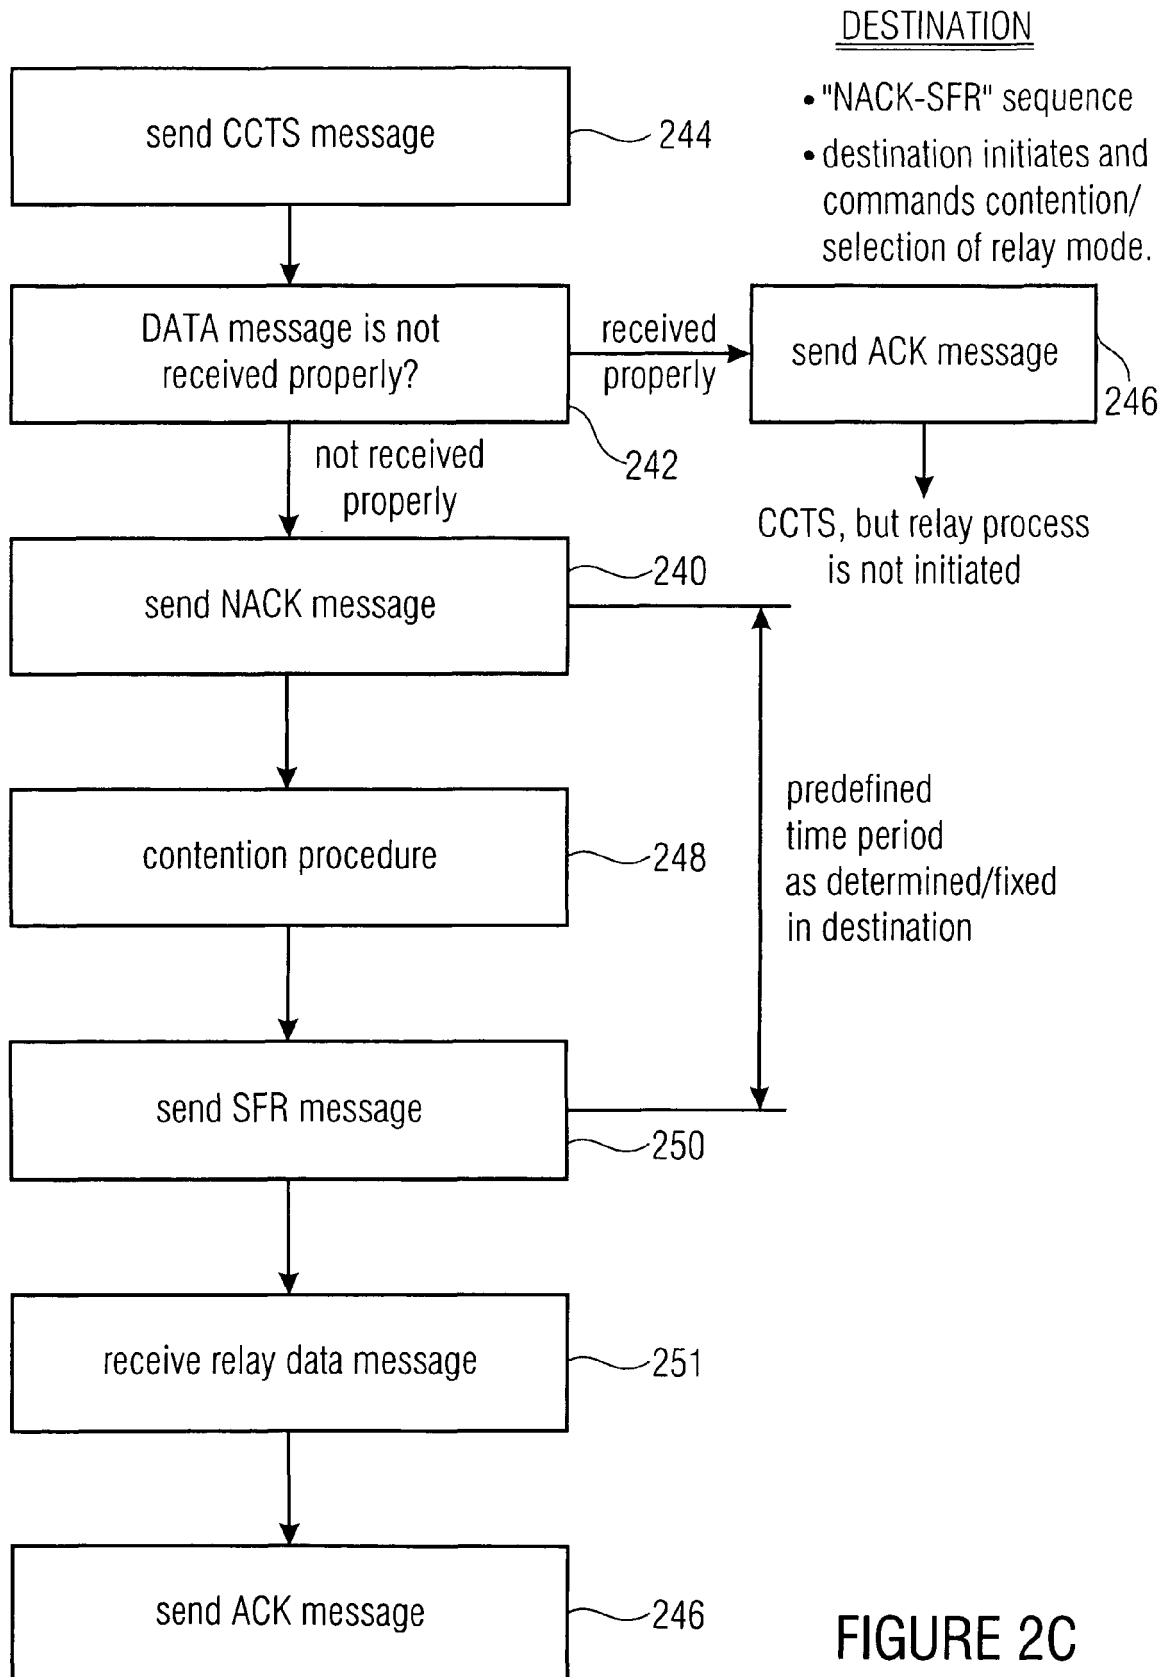 DESTINATION
• "NACK-SFR" sequence
• destination initiates and
commands contention/
selection of relay mode.
send CCTS message
244
DATA message is not
received properly?
242
received
properly
send ACK message
246
CCTS, but relay process
is not initiated
not received
properly
send NACK message
240
contention procedure
248
predefined
time period
as determined/fixed
in destination
send SFR message
250
receive relay data message
251
send ACK message
246
FIGURE 2C